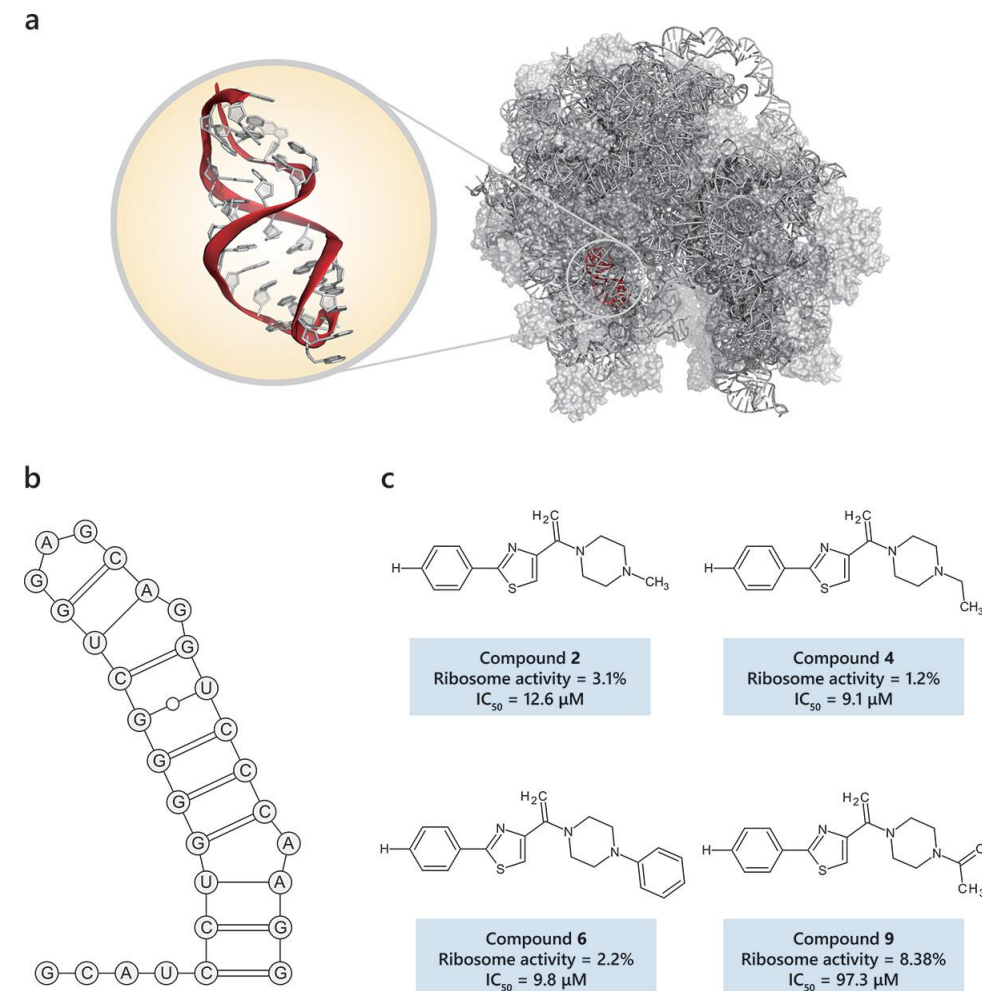 a
b
G
A
C
G
A
G G
U G
C U
G C
G C
G C
G A
U A
C G
G C A U C G
c
H₂C
N N
H
S N CH₃
Compound 2
Ribosome activity = 3.1%
IC₅₀ = 12.6 µM
H₂C
N N
H
S N
CH₃
Compound 4
Ribosome activity = 1.2%
IC₅₀ = 9.1 µM
H₂C
N N
H
S N
Compound 6
Ribosome activity = 2.2%
IC₅₀ = 9.8 µM
H₂C
N N
H
S N O
CH₃
Compound 9
Ribosome activity = 8.38%
IC₅₀ = 97.3 µM